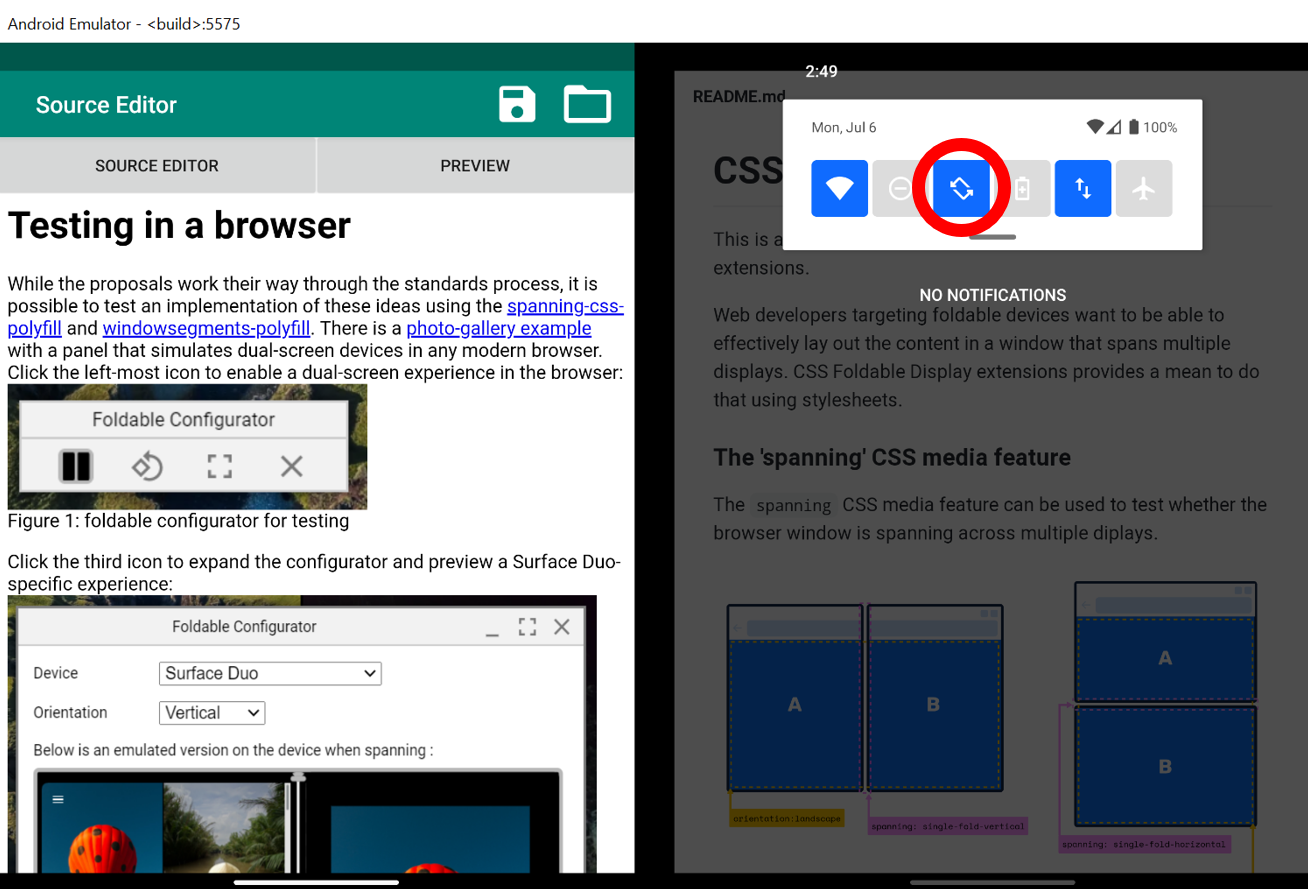 Android Emulator - <build>:5575
Source Editor
SOURCE EDITOR
PREVIEW
Testing in a browser
While the proposals work their way through the standards process, it is
possible to test an implementation of these ideas using the spanning-css-
polyfill and windowsegments-polyfill. There is a photo-gallery example
with a panel that simulates dual-screen devices in any modern browser.
Click the left-most icon to enable a dual-screen experience in the browser:
Foldable Configurator
Figure 1: foldable configurator for testing
Click the third icon to expand the configurator and preview a Surface Duo-
specific experience:
Foldable Configurator
Device
Surface Duo
Orientation
Vertical
Below is an emulated version on the device when spanning :
2:49
README.md
Mon, Jul 6
100%
CSS
This is a
extensions.
NO NOTIFICATIONS
Web developers targeting foldable devices want to be able to
effectively lay out the content in a window that spans multiple
displays. CSS Foldable Display extensions provides a mean to do
that using stylesheets.
The 'spanning' CSS media feature
The spanning CSS media feature can be used to test whether the
browser window is spanning across multiple diplays.
A
B
A
B
orientation:landscape
spanning: single-fold-vertical
spanning: single-fold-horizontal